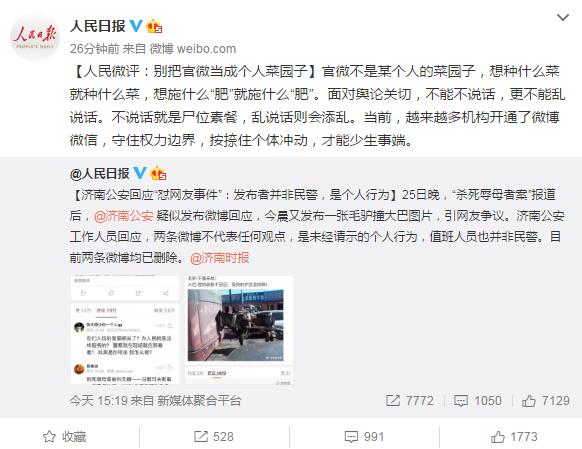 人民日报
PEOPLE'S DAILY
人民日报
26分钟前 来自 微博 weibo.com
【人民微评：别把官微当成个人菜园子】官微不是某个人的菜园子，想种什么菜
就种什么菜，想施什么“肥”就施什么“肥”。面对舆论关切，不能不说话，更不能乱
说话。不说话就是尸位素餐，乱说话则会添乱。当前，越来越多机构开通了微博
微信，守住权力边界，按捺住个体冲动，才能少生事端。
@人民日报
【济南公安回应“怼网友事件”：发布者并非民警，是个人行为】25日晚，“杀死辱母者案”报道
后，@济南公安 疑似发布微博回应，今晨又发布一张毛驴撞大巴图片，引网友争议。济南公安
工作人员回应，两条微博不代表任何观点，是未经请示的个人行为，值班人员也并非民警。目
前两条微博均已删除。@济南时报
今天 15:19 来自 新媒体聚合平台
7772
1050
7129
收藏
528
991
1773